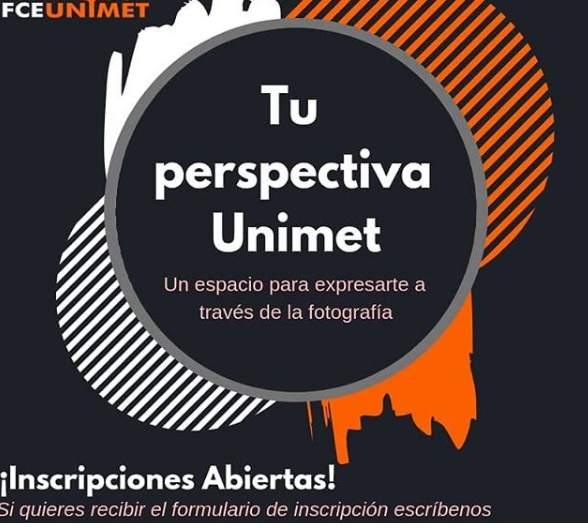 FCEUNIMET
Tu
perspectiva
Unimet
Un espacio para expresarte a
través de la fotografía
¡Inscripciones Abiertas!
Si quieres recibir el formulario de inscripción escríbenos